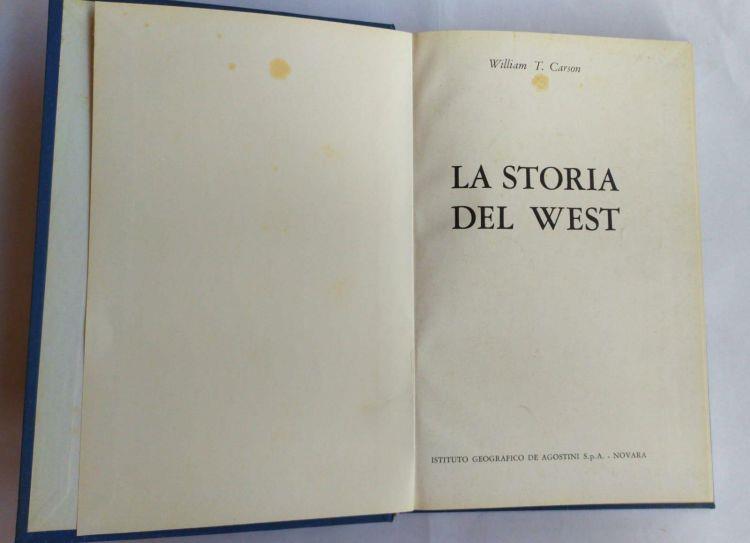 William T. Carson
LA STORIA
DEL WEST
ISTITUTO GEOGRAFICO DE AGOSTINI S.p.A. - NOVARA